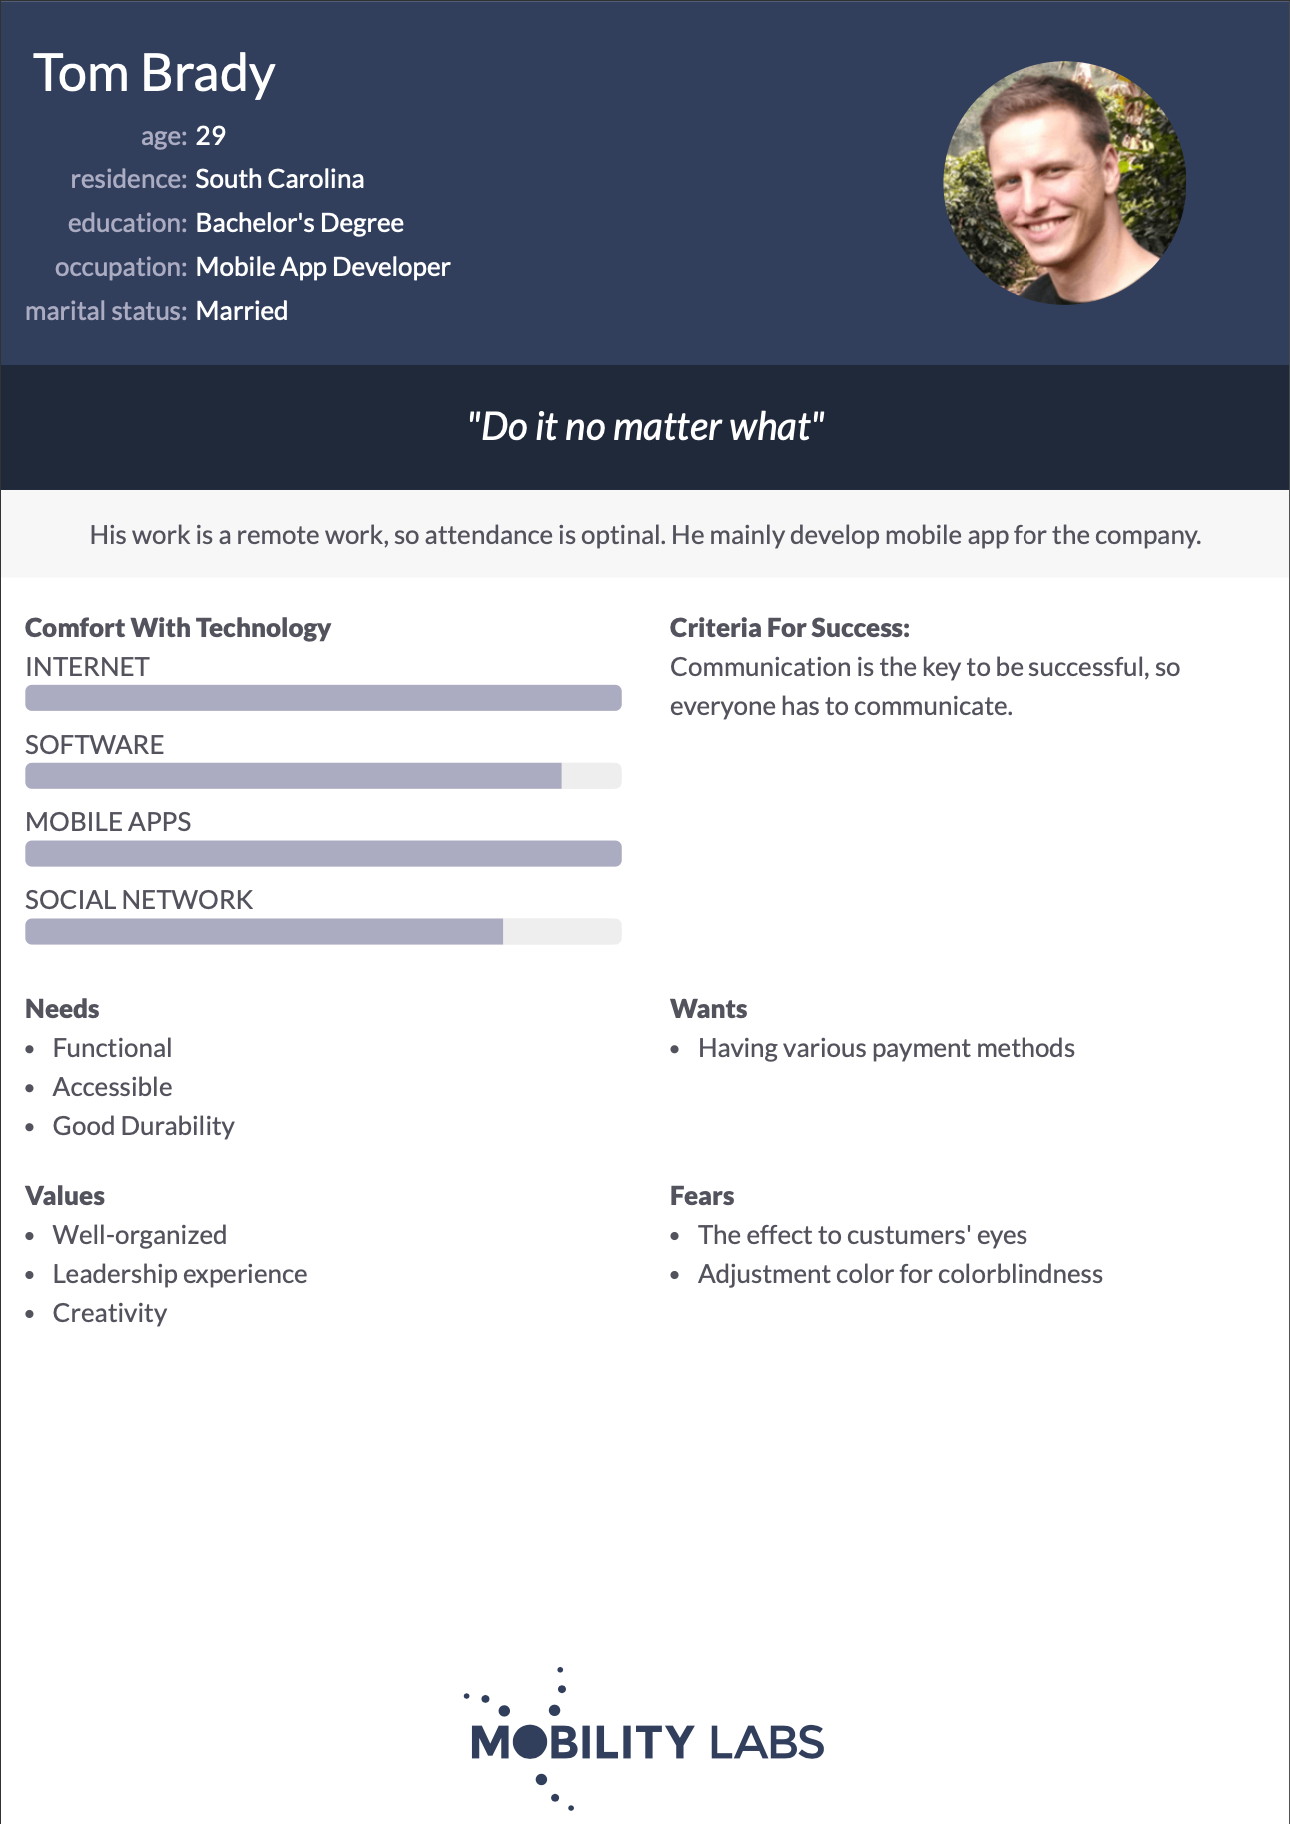 Tom Brady
age: 29
residence: South Carolina
education: Bachelor's Degree
occupation: Mobile App Developer
marital status: Married
"Do it no matter what"
His work is a remote work, so attendance is optinal. He mainly develop mobile app for the company.
Comfort With Technology
INTERNET
SOFTWARE
MOBILE APPS
SOCIAL NETWORK
Criteria For Success:
Communication is the key to be successful, so
everyone has to communicate.
Needs
• Functional
• Accessible
• Good Durability
Wants
• Having various payment methods
Values
• Well-organized
• Leadership experience
• Creativity
Fears
• The effect to custumers' eyes
• Adjustment color for colorblindness
MOBILITY LABS